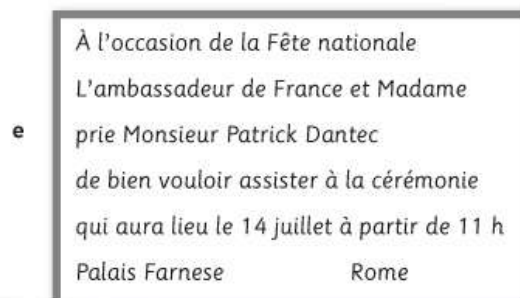 À l'occasion de la Fête nationale
L'ambassadeur de France et Madame
e
prie Monsieur Patrick Dantec
de bien vouloir assister à la cérémonie
qui aura lieu le 14 juillet à partir de 11 h
Palais Farnese Rome